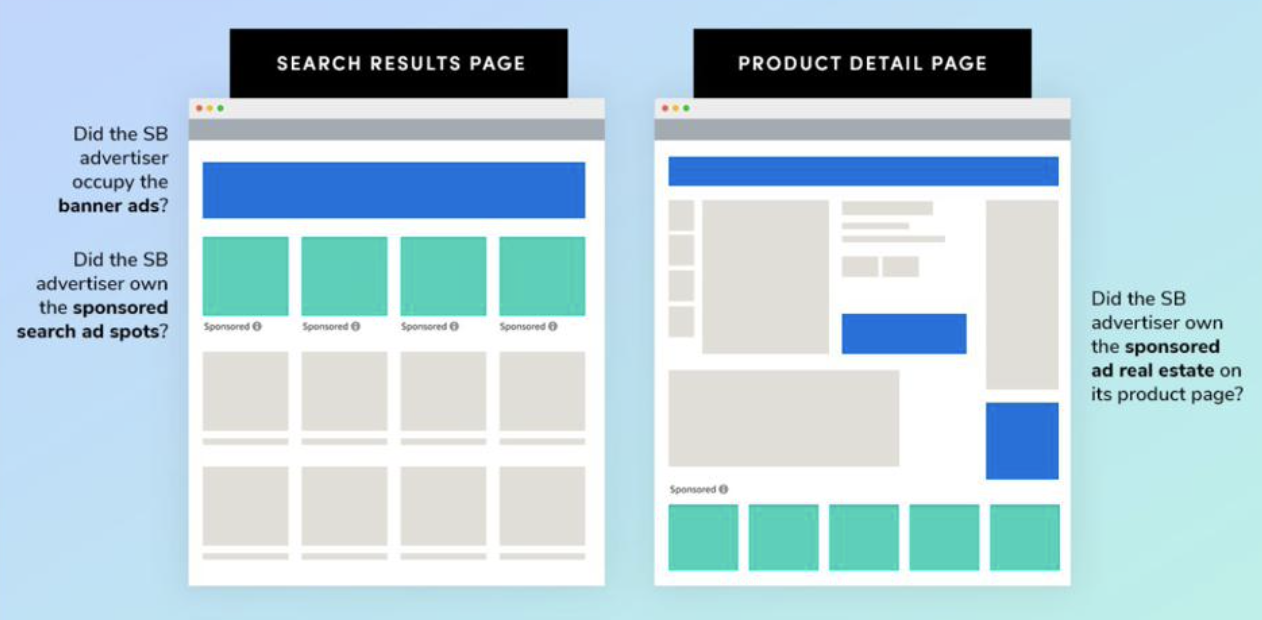 SEARCH RESULTS PAGE
Did the SB
advertiser
occupy the
banner ads?
Did the SB
advertiser own
the sponsored
search ad spots?
Sponsored
Sponsored
Sponsored
Sponsored
PRODUCT DETAIL PAGE
Sponsored
Did the SB
advertiser own
the sponsored
ad real estate on
its product page?